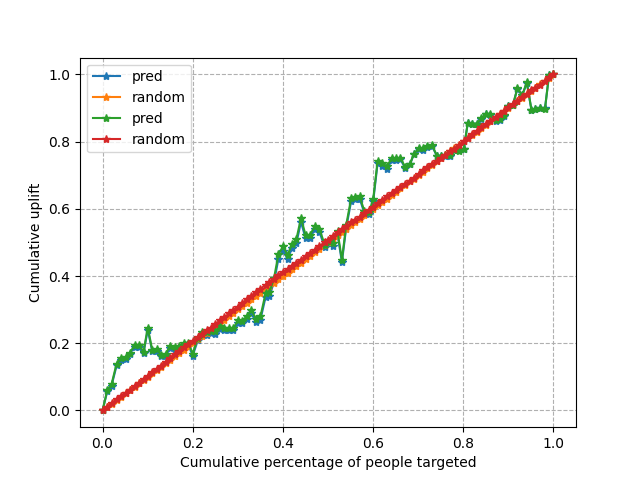 pred
random
pred
random
1.0
0.8
0.6
0.4
0.2
0.0
Cumulative uplift
0.0 0.2 0.4 0.6 0.8 1.0
Cumulative percentage of people targeted